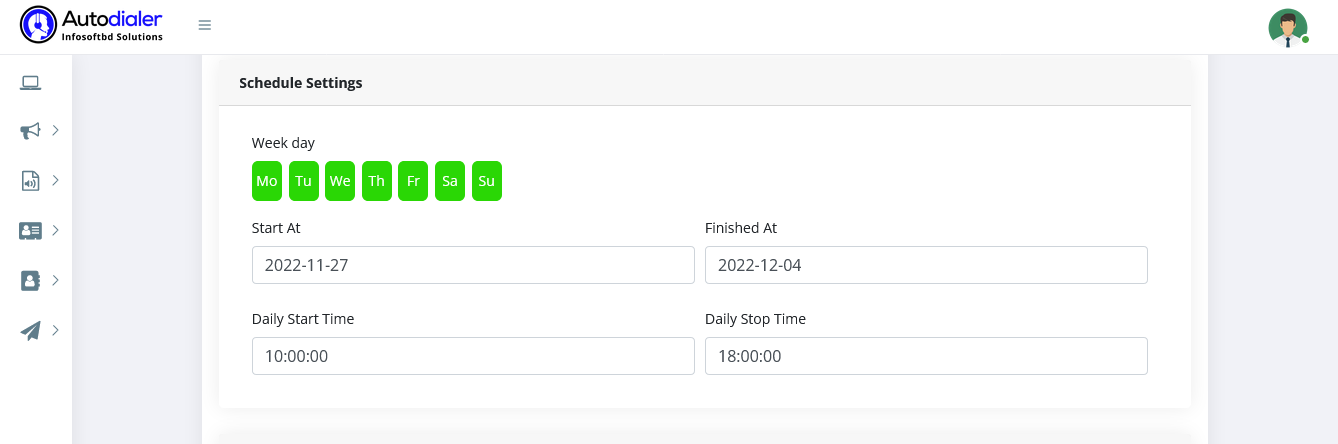 Autodialer
Infosoftbd Solutions
Schedule Settings
Week day
Mo Tu We Th Fr Sa Su
Start At Finished At
2022-11-27 2022-12-04
Daily Start Time Daily Stop Time
10:00:00 18:00:00